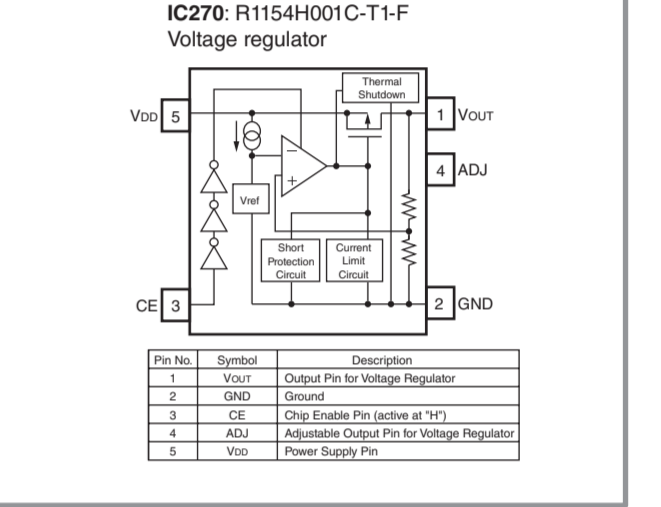 IC270: R1154H001C-T1-F
Voltage regulator
Thermal
Shutdown
VDD 5
1 VOUT
4 ADJ
−
+
Vref
Short
Protection
Circuit
Current
Limit
Circuit
CE 3
2 GND
Pin No. Symbol Description
1 VOUT Output Pin for Voltage Regulator
2 GND Ground
3 CE Chip Enable Pin (active at "H")
4 ADJ Adjustable Output Pin for Voltage Regulator
5 VDD Power Supply Pin